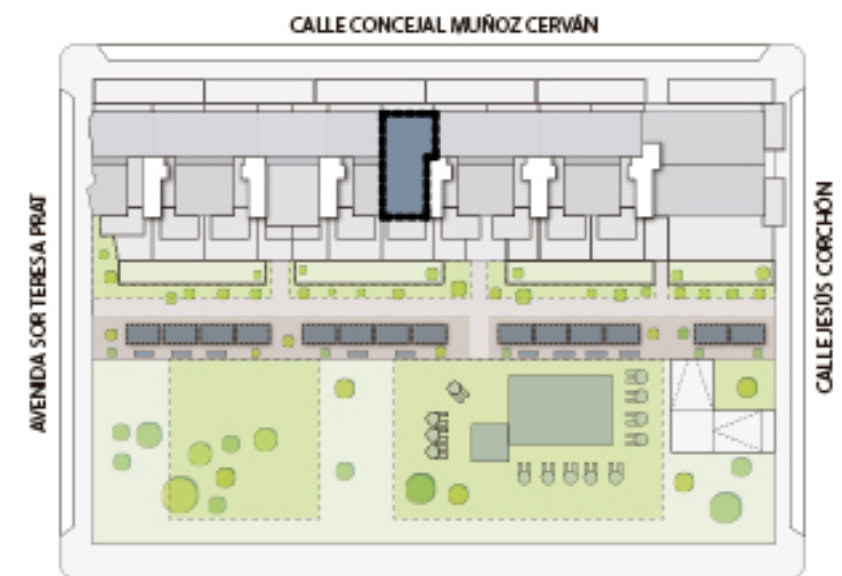 CALLE CONCEJAL MUÑOZ CERVÁN
AVENIDA SOR TERESA PRAT
CALLE JESÚS CORCHÓN